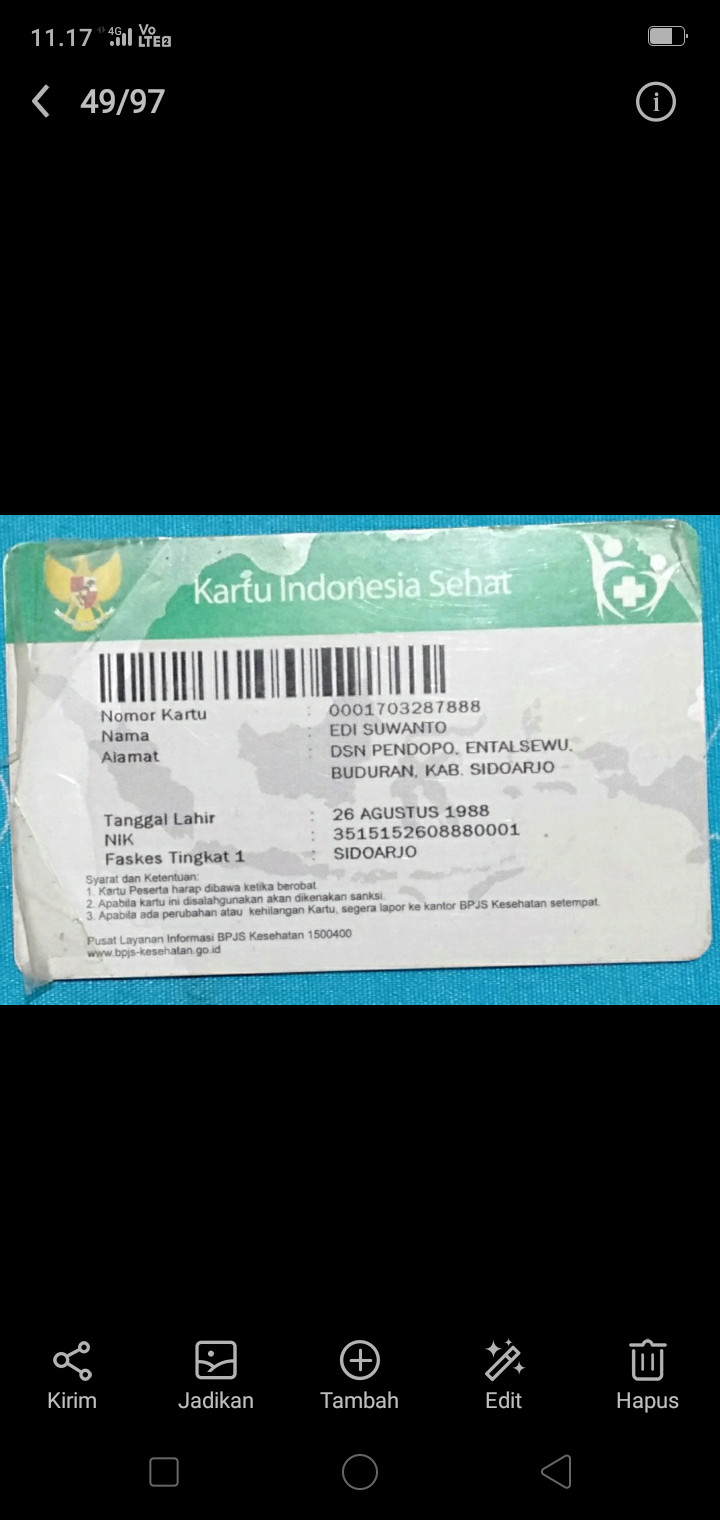 11.17 4G Vo LTE2
49/97
Kartu Indonesia Sehat
Nomor Kartu : 0001703287888
Nama : EDI SUWANTO
Alamat : DSN PENDOPO, ENTALSEWU,
BUDURAN, KAB. SIDOARJO
Tanggal Lahir : 26 AGUSTUS 1988
NIK : 3515152608880001
Faskes Tingkat 1 : SIDOARJO
Syarat dan Ketentuan:
1. Kartu Peserta harap dibawa ketika berobat
2. Apabila kartu ini disalahgunakan akan dikenakan sanksi.
3. Apabila ada perubahan atau kehilangan Kartu, segera lapor ke kantor BPJS Kesehatan setempat.
Pusat Layanan Informasi BPJS Kesehatan 1500400
www.bpjs-kesehatan.go.id
Kirim Jadikan Tambah Edit Hapus